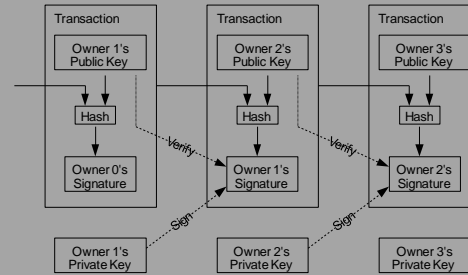 Transaction
Owner 1's
Public Key
Hash
Owner 0's
Signature
Transaction
Owner 2's
Public Key
Hash
Owner 1's
Signature
Transaction
Owner 3's
Public Key
Hash
Owner 2's
Signature
Verify
Verify
Sign
Sign
Owner 1's
Private Key
Owner 2's
Private Key
Owner 3's
Private Key